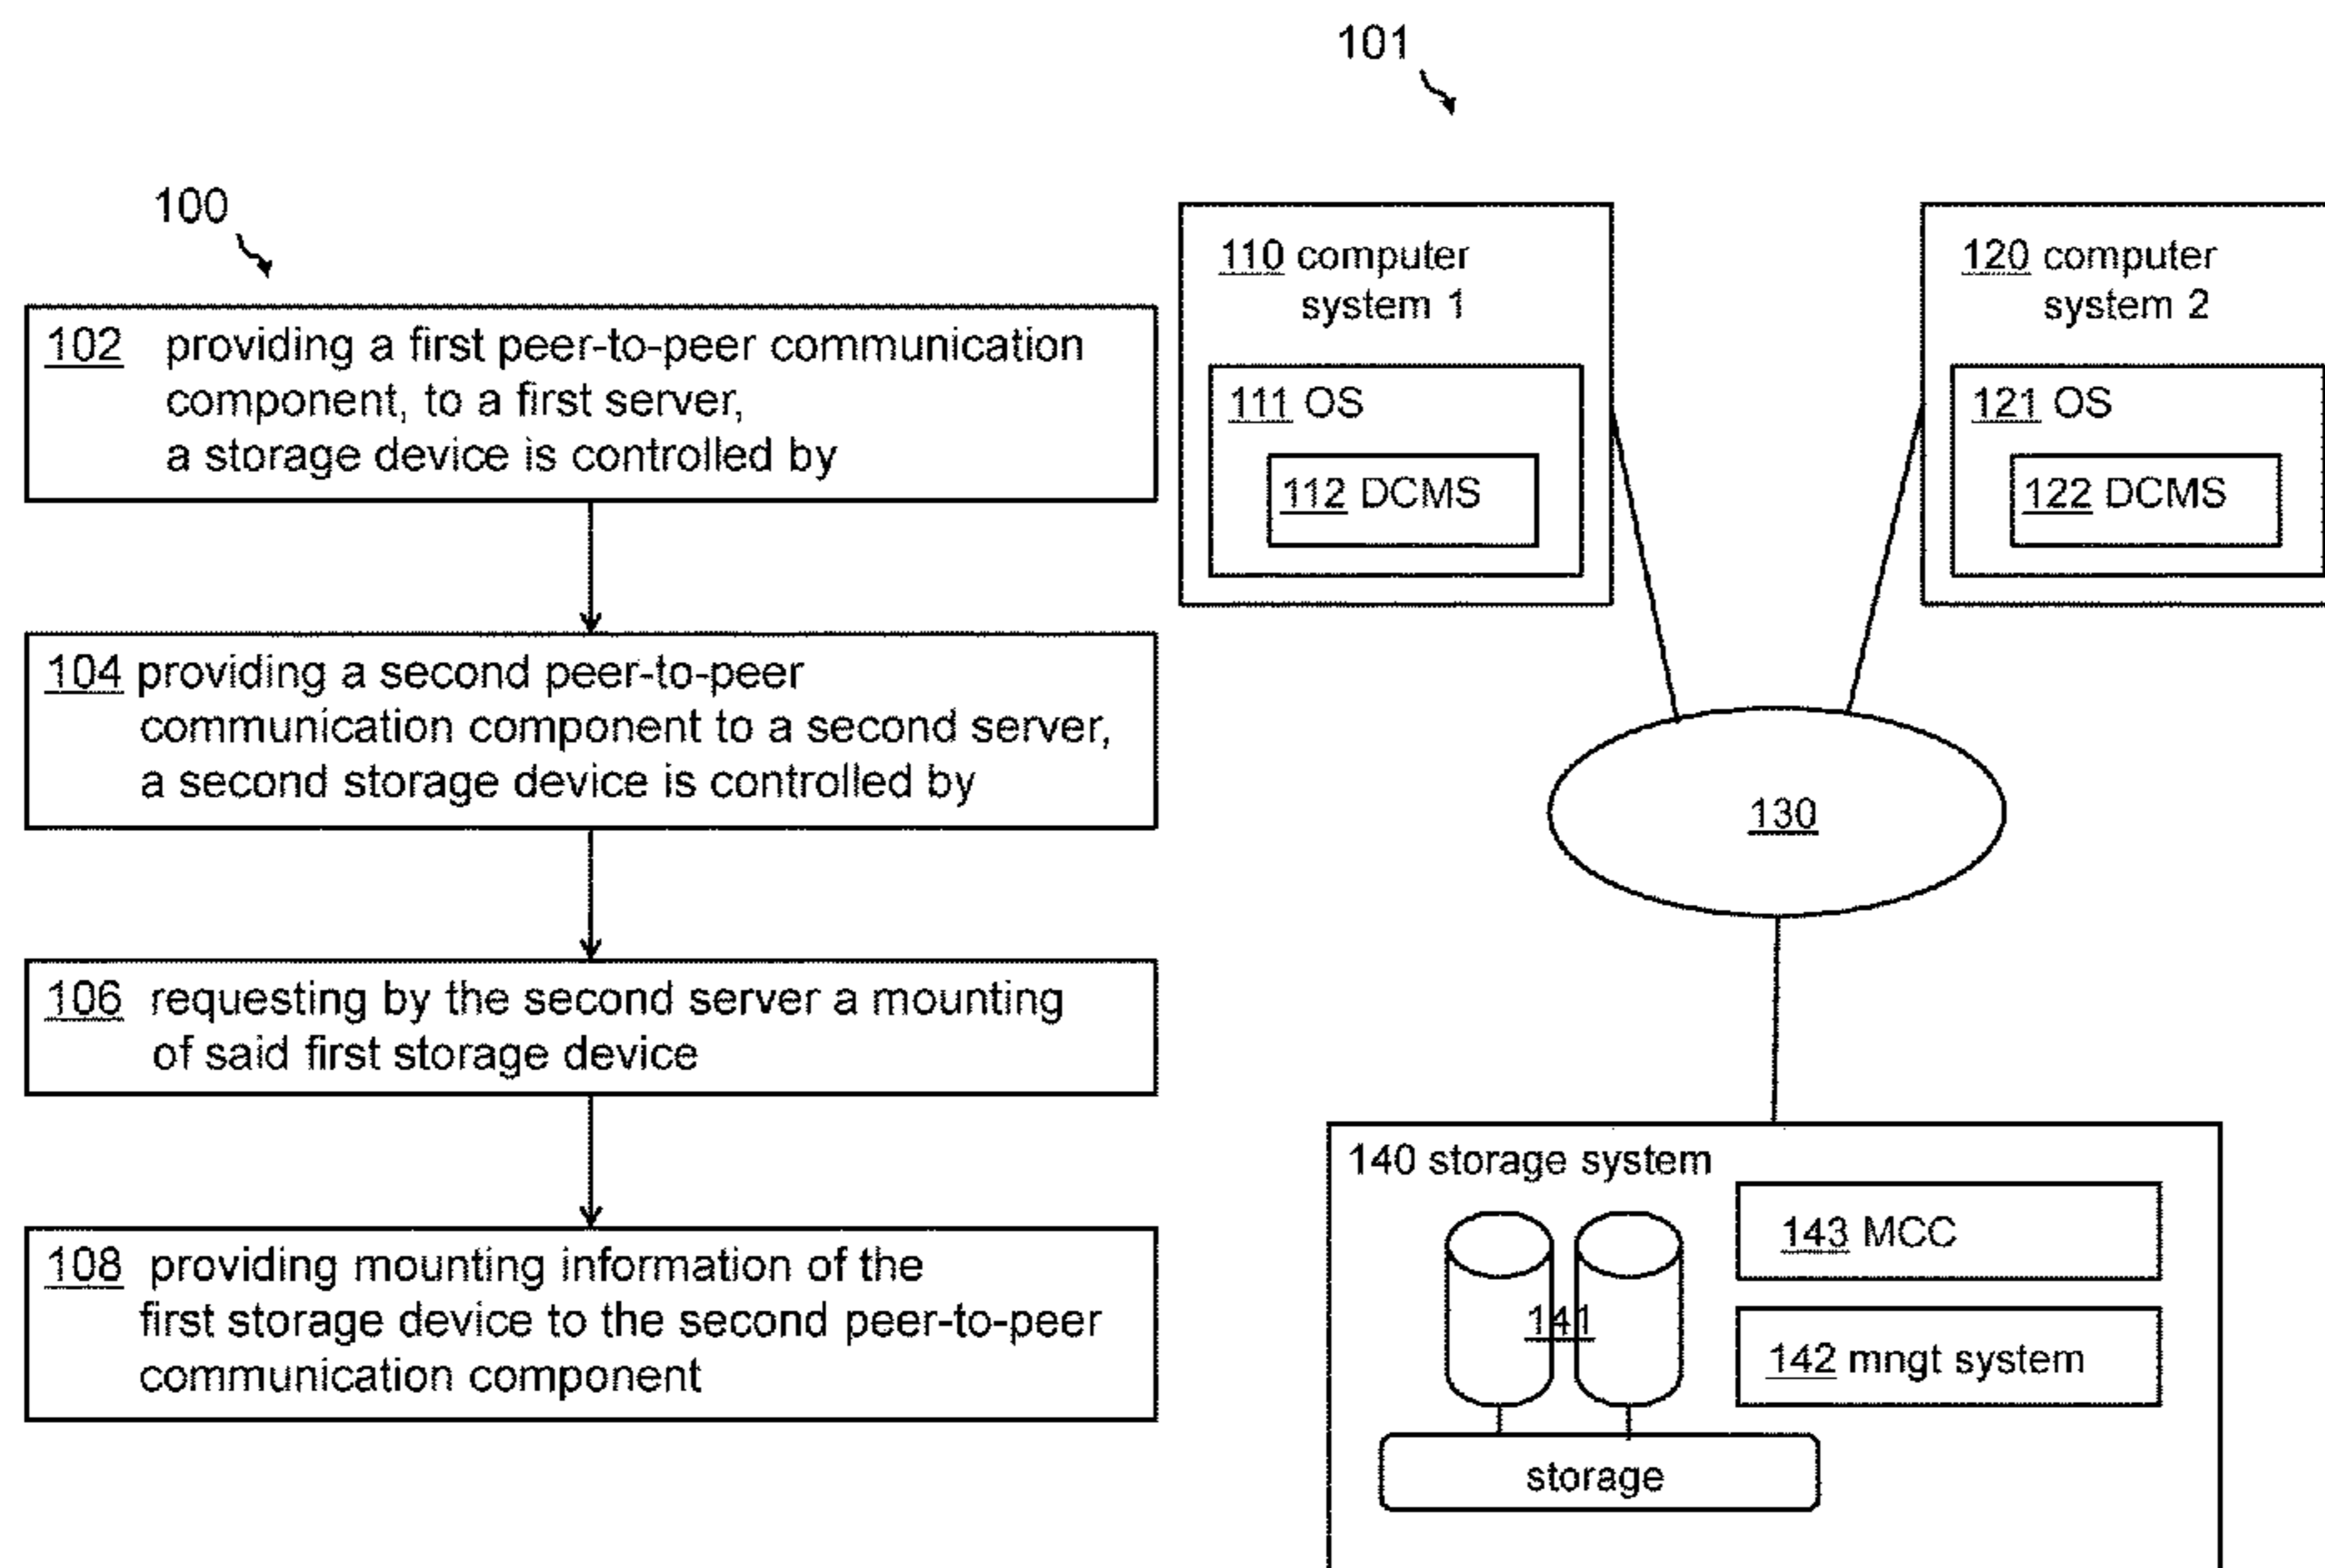 100
102 providing a first peer-to-peer communication
component, to a first server,
a storage device is controlled by
104 providing a second peer-to-peer
communication component to a second server,
a second storage device is controlled by
106 requesting by the second server a mounting
of said first storage device
108 providing mounting information of the
first storage device to the second peer-to-peer
communication component
101
110 computer
system 1
111 OS
112 DCMS
120 computer
system 2
121 OS
122 DCMS
130
140 storage system
141
143 MCC
142 mngt system
storage